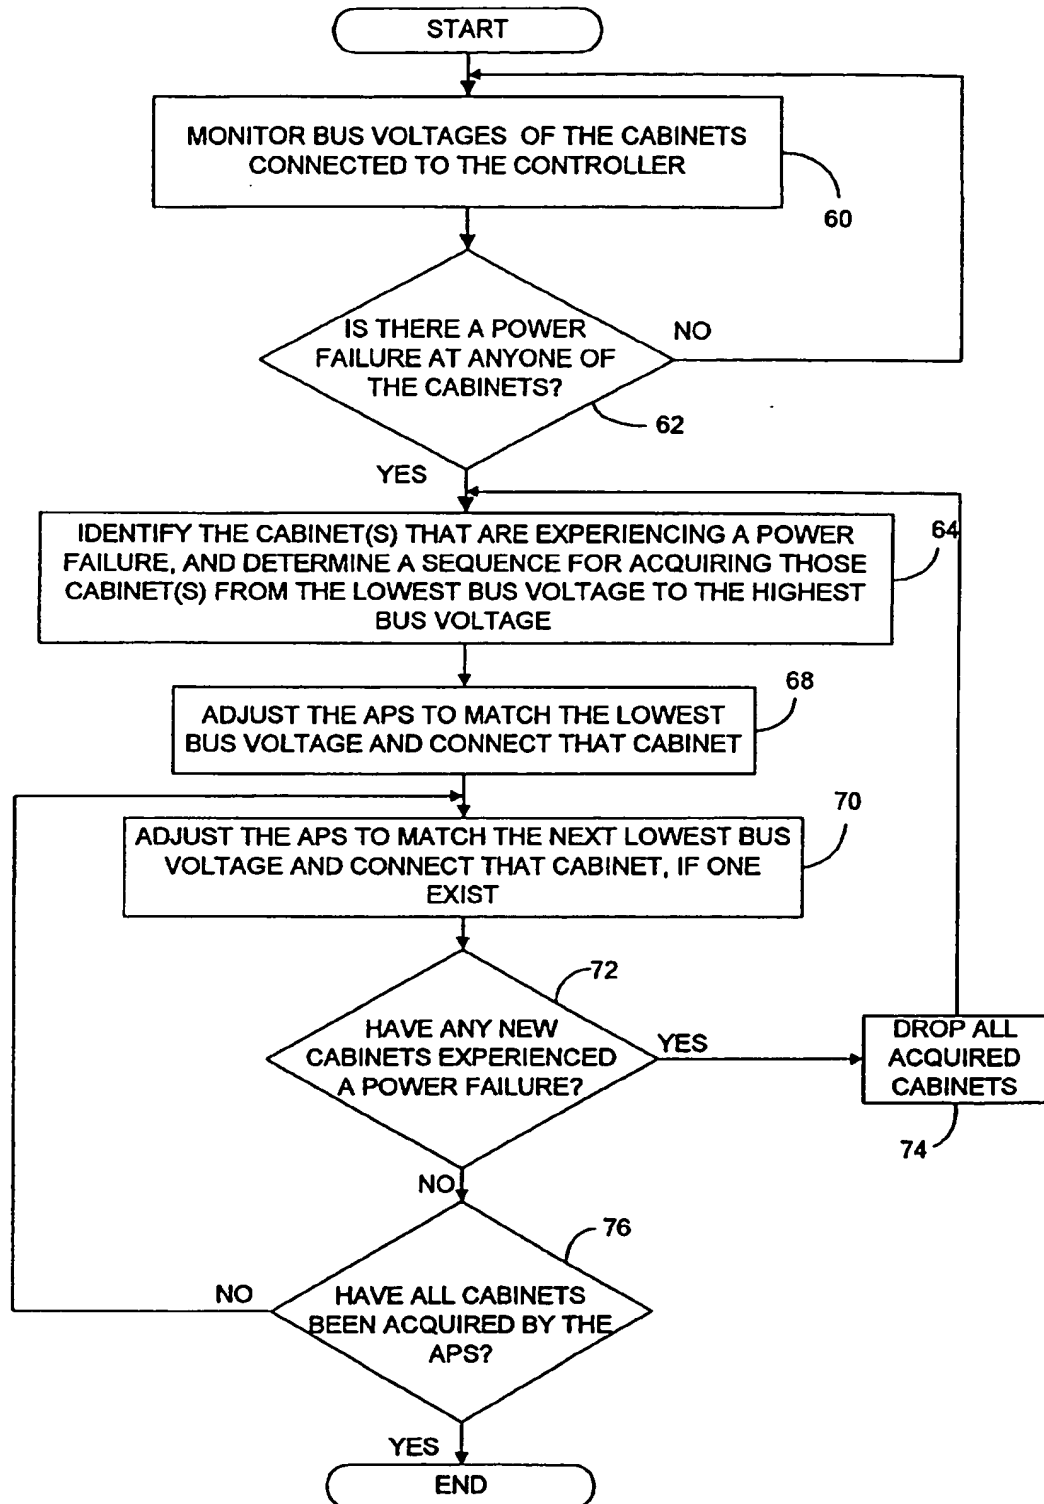 START
MONITOR BUS VOLTAGES OF THE CABINETS
CONNECTED TO THE CONTROLLER
60
IS THERE A POWER
FAILURE AT ANYONE OF
THE CABINETS?
NO
62
YES
IDENTIFY THE CABINET(S) THAT ARE EXPERIENCING A POWER
FAILURE, AND DETERMINE A SEQUENCE FOR ACQUIRING THOSE
CABINET(S) FROM THE LOWEST BUS VOLTAGE TO THE HIGHEST
BUS VOLTAGE
64
ADJUST THE APS TO MATCH THE LOWEST
BUS VOLTAGE AND CONNECT THAT CABINET
68
ADJUST THE APS TO MATCH THE NEXT LOWEST BUS
VOLTAGE AND CONNECT THAT CABINET, IF ONE
EXIST
70
HAVE ANY NEW
CABINETS EXPERIENCED
A POWER FAILURE?
72
YES
DROP ALL
ACQUIRED
CABINETS
74
NO
HAVE ALL CABINETS
BEEN ACQUIRED BY THE
APS?
76
NO
YES
END